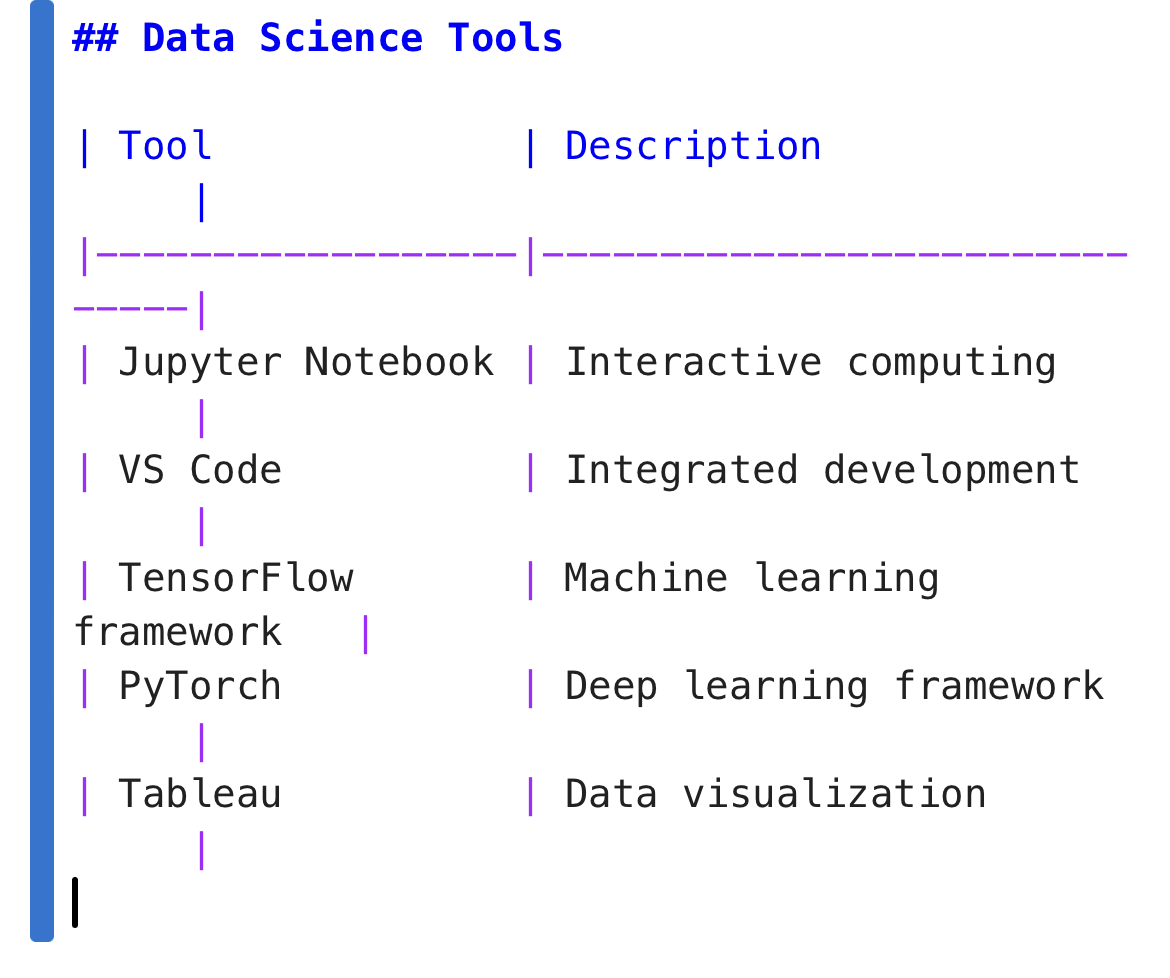 ## Data Science Tools
| Tool              | Description
     |
|------------------|-------------------------
-----|
| Jupyter Notebook | Interactive computing
     |
| VS Code          | Integrated development
     |
| TensorFlow       | Machine learning
framework   |
| PyTorch          | Deep learning framework
     |
| Tableau          | Data visualization
     |